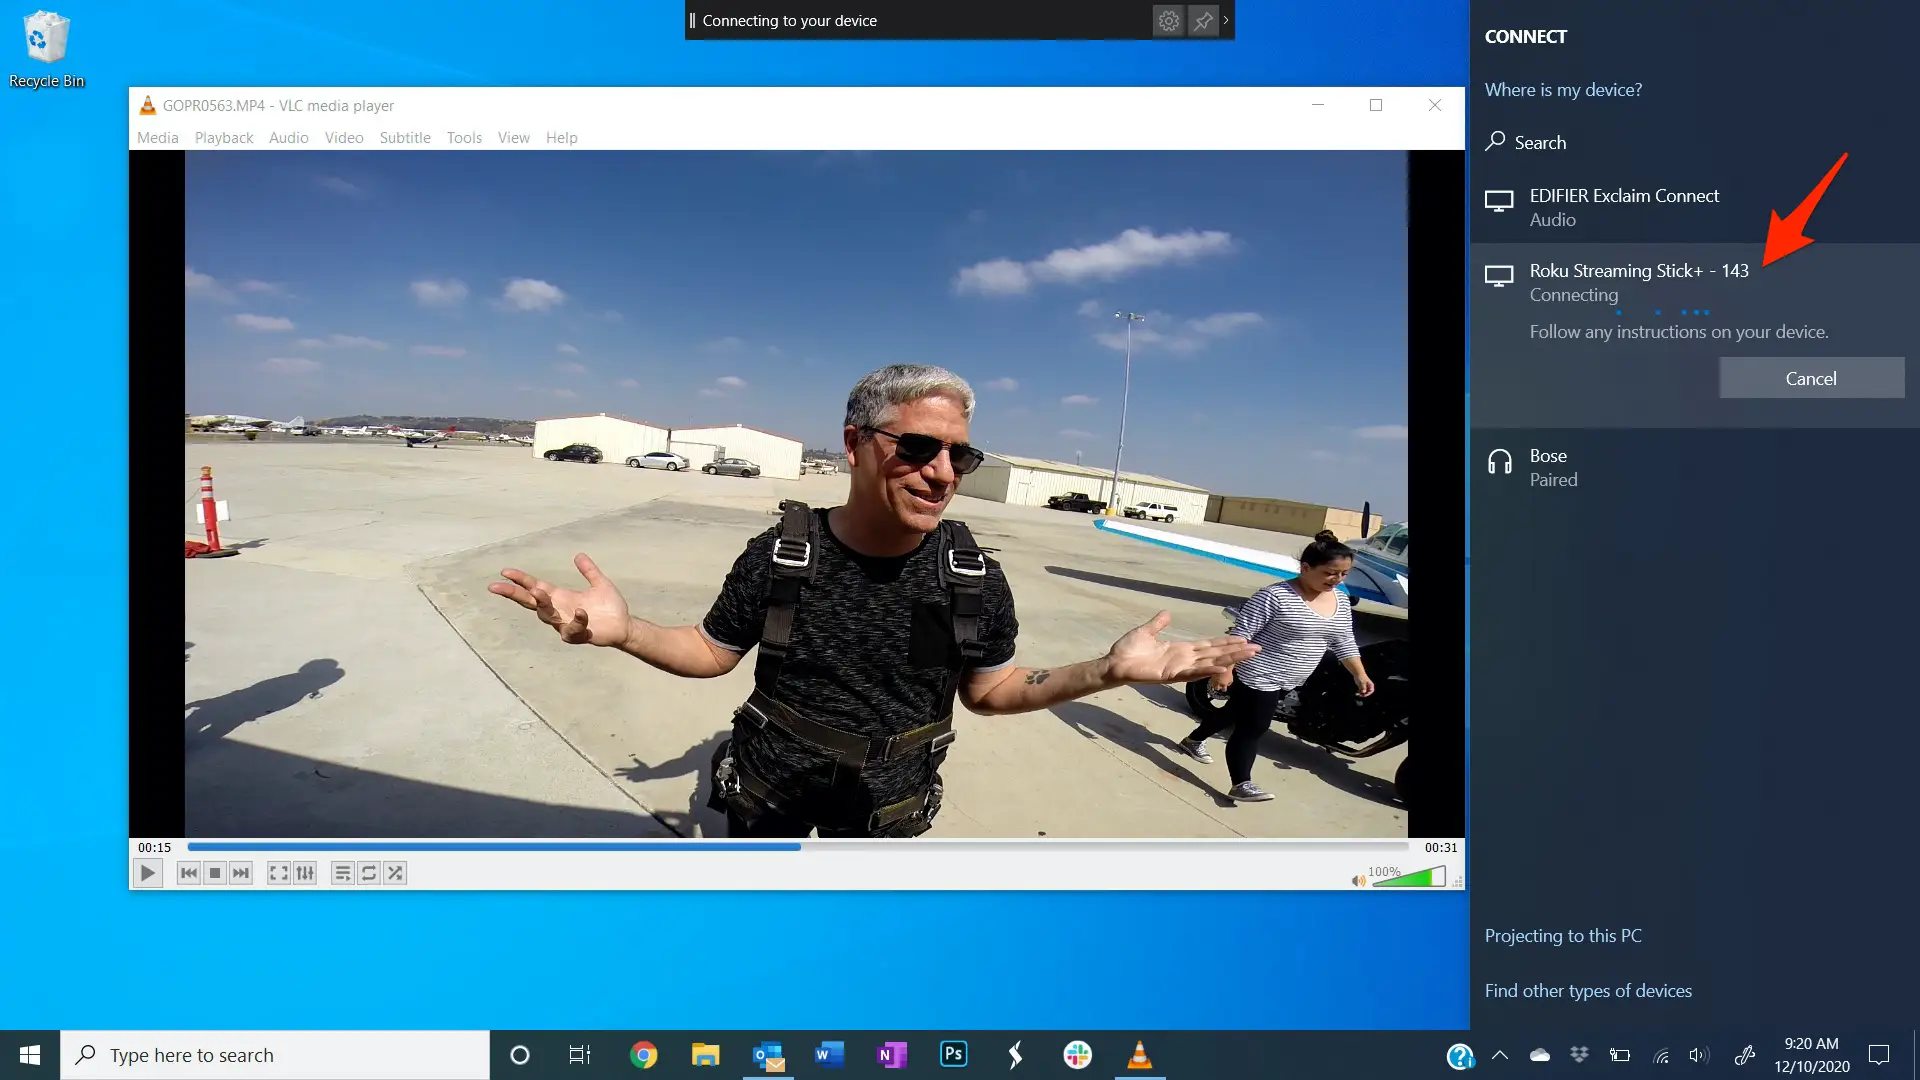 Recycle Bin
Connecting to your device
GOPR0563.MP4 - VLC media player
Media Playback Audio Video Subtitle Tools View Help
00:15
00:31
100%
CONNECT
Where is my device?
Search
EDIFIER Exclaim Connect
Audio
Roku Streaming Stick+ - 143
Connecting
Follow any instructions on your device.
Cancel
Bose
Paired
Projecting to this PC
Find other types of devices
Type here to search
9:20 AM
12/10/2020